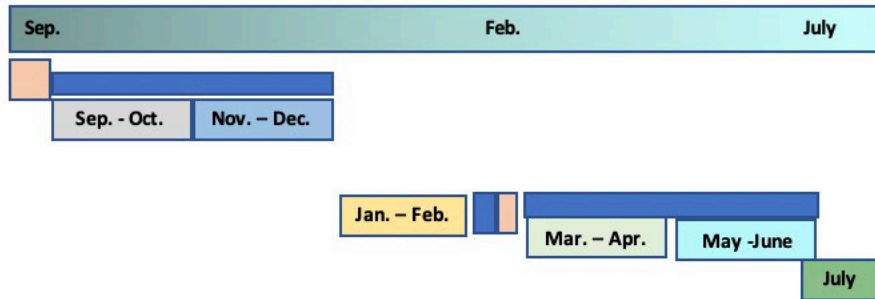 Sep. Feb. July
Sep. - Oct. Nov. – Dec.
Jan. – Feb.
Mar. – Apr. May -June
July